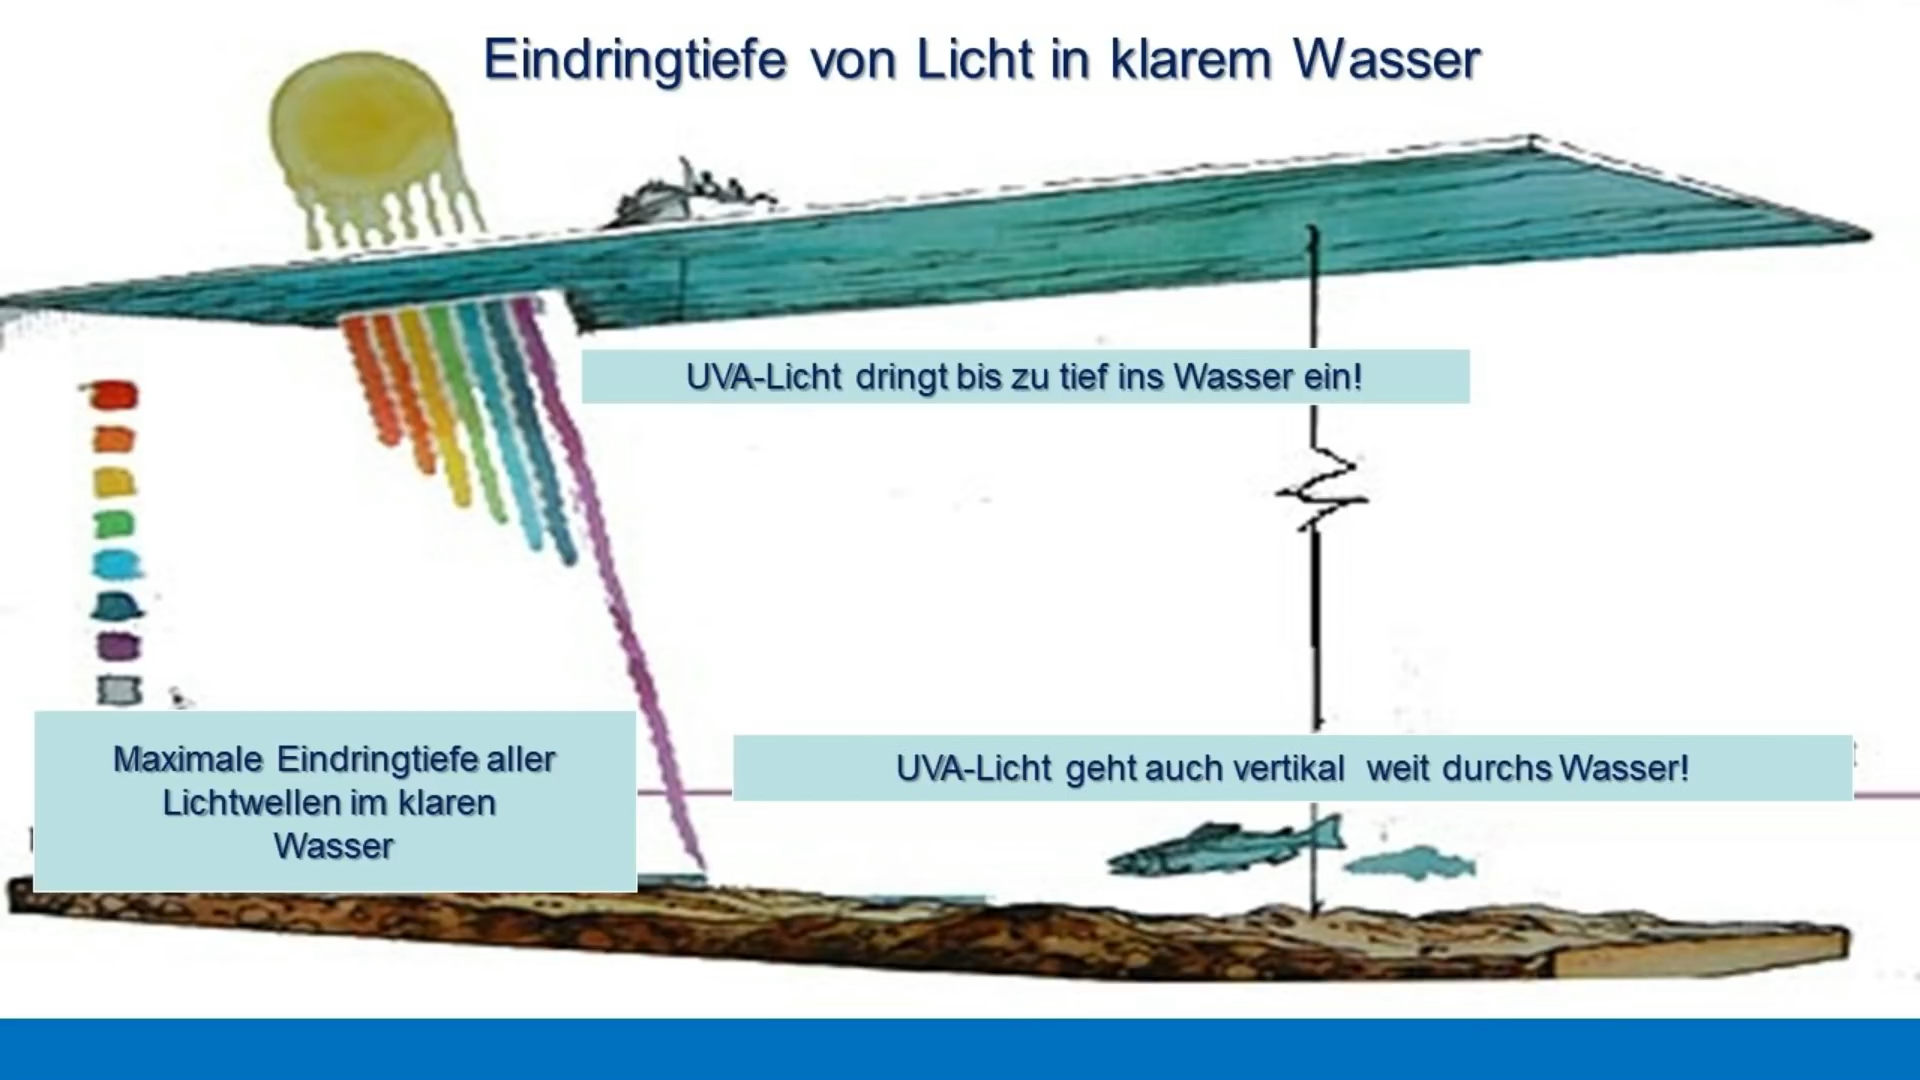 Eindringtiefe von Licht in klarem Wasser
UVA-Licht dringt bis zu tief ins Wasser ein!
Maximale Eindringtiefe aller
Lichtwellen im klaren
Wasser
UVA-Licht geht auch vertikal weit durchs Wasser!